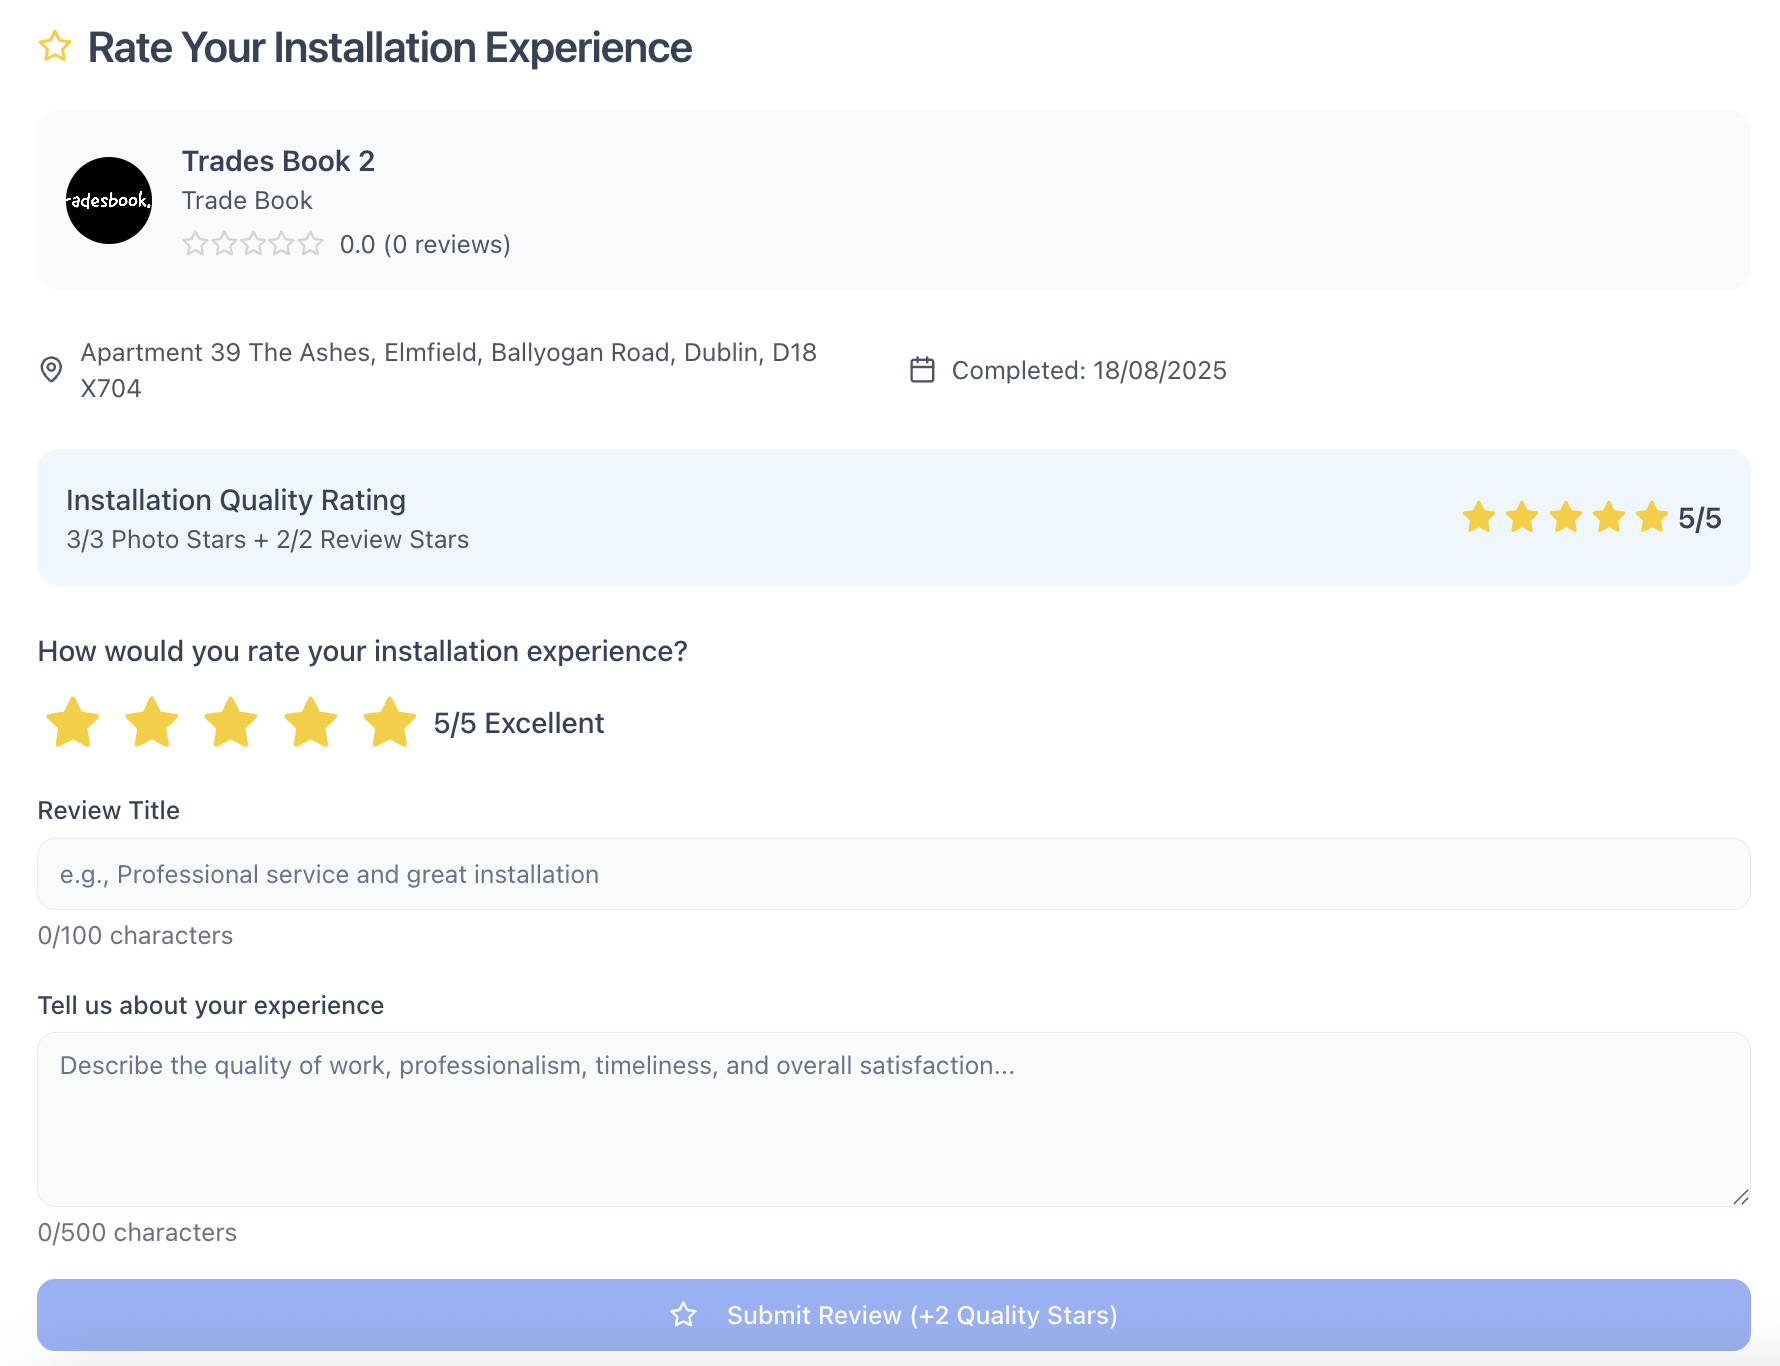 Rate Your Installation Experience
Trades Book 2
radesbook.
Trade Book
0.0 (0 reviews)
Apartment 39 The Ashes, Elmfield, Ballyogan Road, Dublin, D18
X704
Completed: 18/08/2025
Installation Quality Rating
3/3 Photo Stars + 2/2 Review Stars
5/5
How would you rate your installation experience?
5/5 Excellent
Review Title
e.g., Professional service and great installation
0/100 characters
Tell us about your experience
Describe the quality of work, professionalism, timeliness, and overall satisfaction...
0/500 characters
Submit Review (+2 Quality Stars)